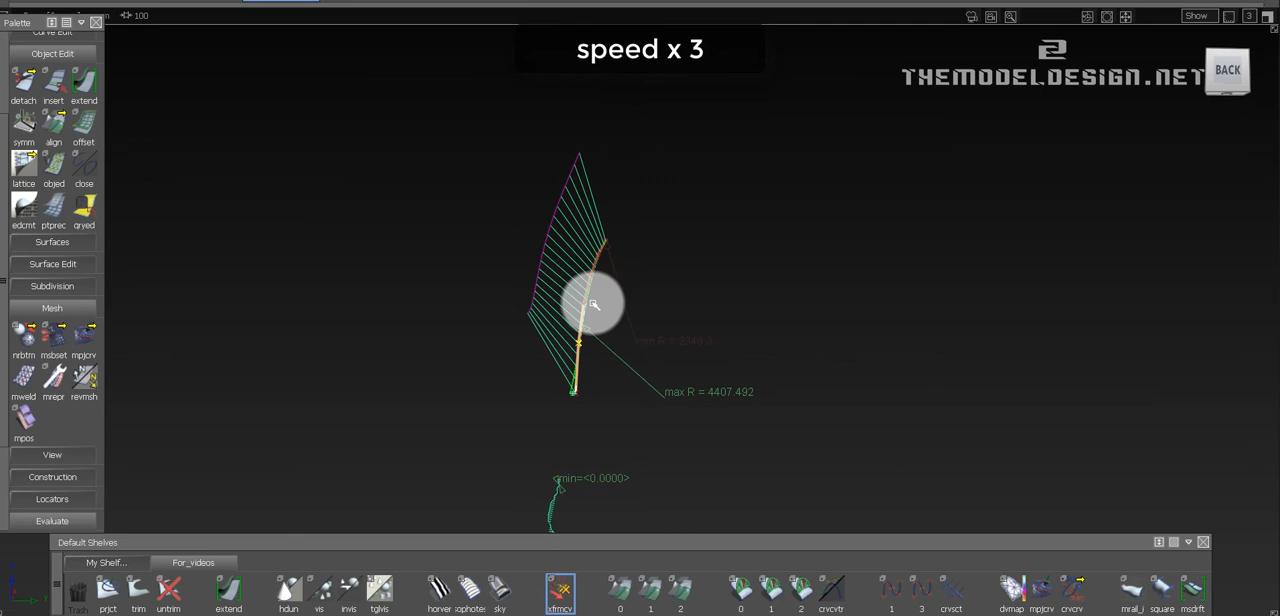 100
Show
3
Palette
speed x 3
THEMODELDESIGN.NET
BACK
Curve Edit
Object Edit
detach insert extend
symm align offset
lattice objed close
edcmt ptprec qryed
Surfaces
Surface Edit
Subdivision
Mesh
nrbtm msbset mpjcrv
mweld mrepr revmsh
mpos
View
Construction
Locators
Evaluate
min R = 2348.3
max R = 4407.492
min=<0.0000>
Default Shelves
My Shelf... For_videos
Trash prjct trim untrim extend hdun vis invis tglvis horver sky xfrmcv 0 1 2 0 1 2 crvcvtr 1 3 crvsct dvmap mpjcrv crvcrv mrail_i square msdrft